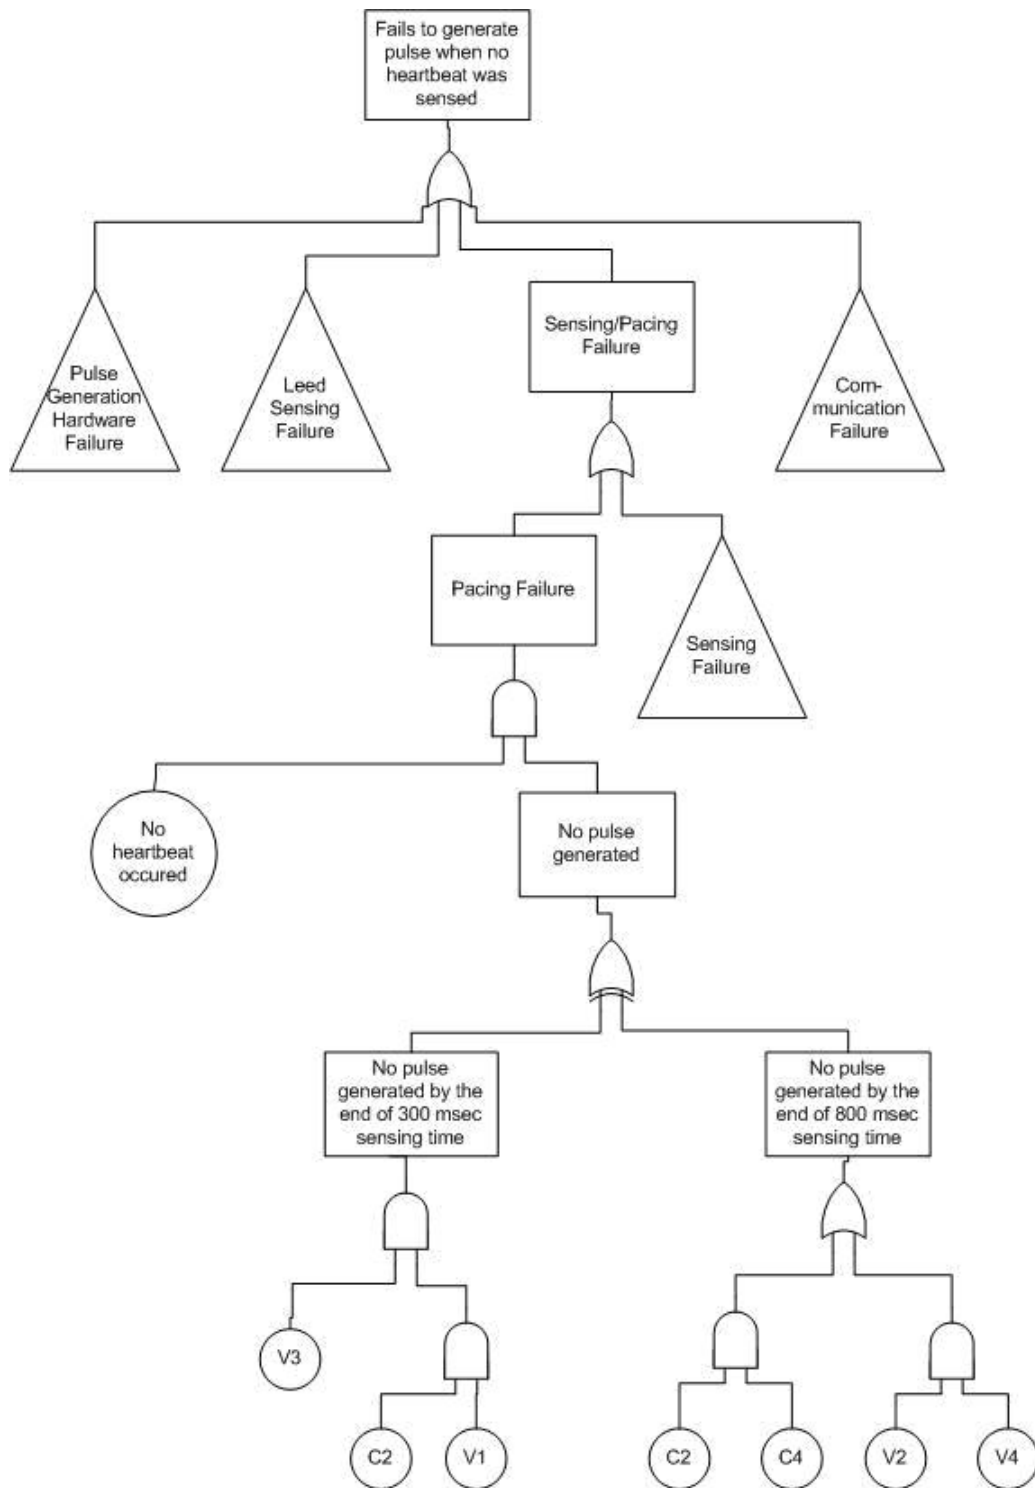 Fails to generate
pulse when no
heartbeat was
sensed
Pulse
Generation
Hardware
Failure
Leed
Sensing
Failure
Sensing/Pacing
Failure
Com-
munication
Failure
Pacing Failure
Sensing
Failure
No
heartbeat
occured
No pulse
generated
No pulse
generated by the
end of 300 msec
sensing time
No pulse
generated by the
end of 800 msec
sensing time
V3
C2
V1
C2
C4
V2
V4